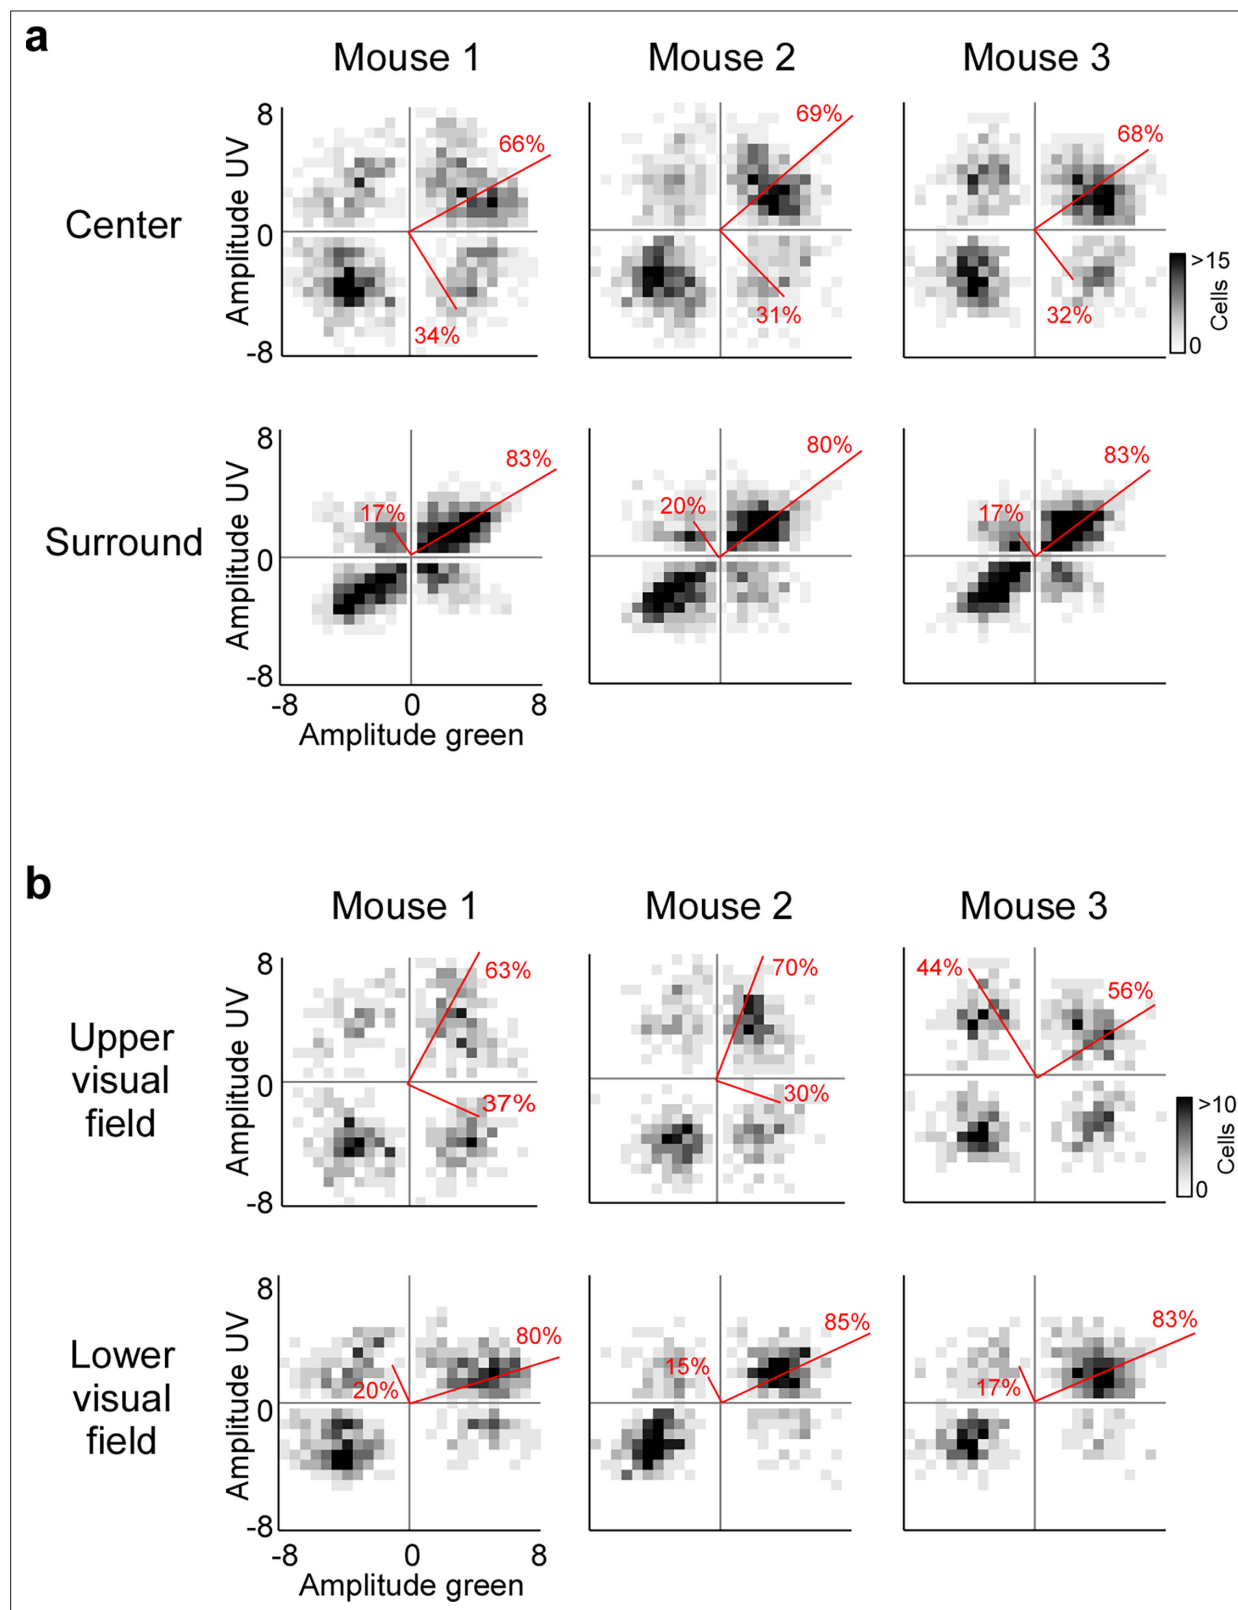 a
Mouse 1
Mouse 2
Mouse 3
Center
Amplitude UV
8
0
-8
66%
34%
69%
31%
68%
32%
>15
0
Cells
Surround
Amplitude UV
8
0
-8
83%
17%
80%
20%
83%
17%
-8
0
8
Amplitude green
b
Mouse 1
Mouse 2
Mouse 3
Upper
visual
field
Amplitude UV
8
0
-8
63%
37%
70%
30%
44%
56%
>10
0
Cells
Lower
visual
field
Amplitude UV
8
0
-8
80%
20%
85%
15%
83%
17%
-8
0
8
Amplitude green